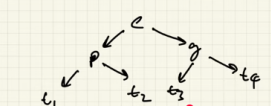 c
p g
t₁ t₂ t₃ t₄